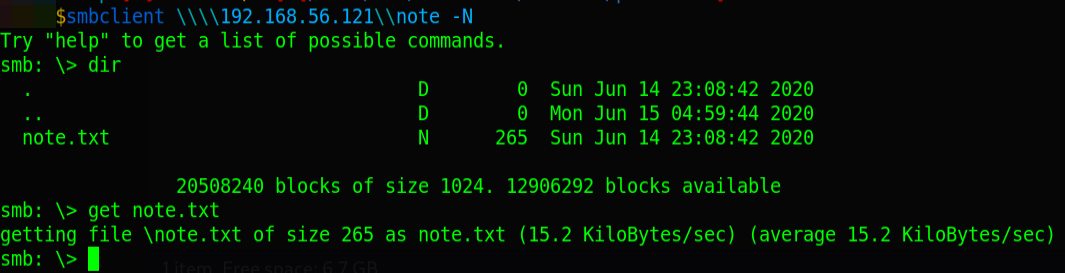 $smbclient \\\\192.168.56.121\\note -N
Try "help" to get a list of possible commands.
smb: \> dir
. D 0 Sun Jun 14 23:08:42 2020
.. D 0 Mon Jun 15 04:59:44 2020
note.txt N 265 Sun Jun 14 23:08:42 2020
20508240 blocks of size 1024. 12906292 blocks available
smb: \> get note.txt
getting file \note.txt of size 265 as note.txt (15.2 KiloBytes/sec) (average 15.2 KiloBytes/sec)
smb: \>
1 item, Free space: 6.7 GB